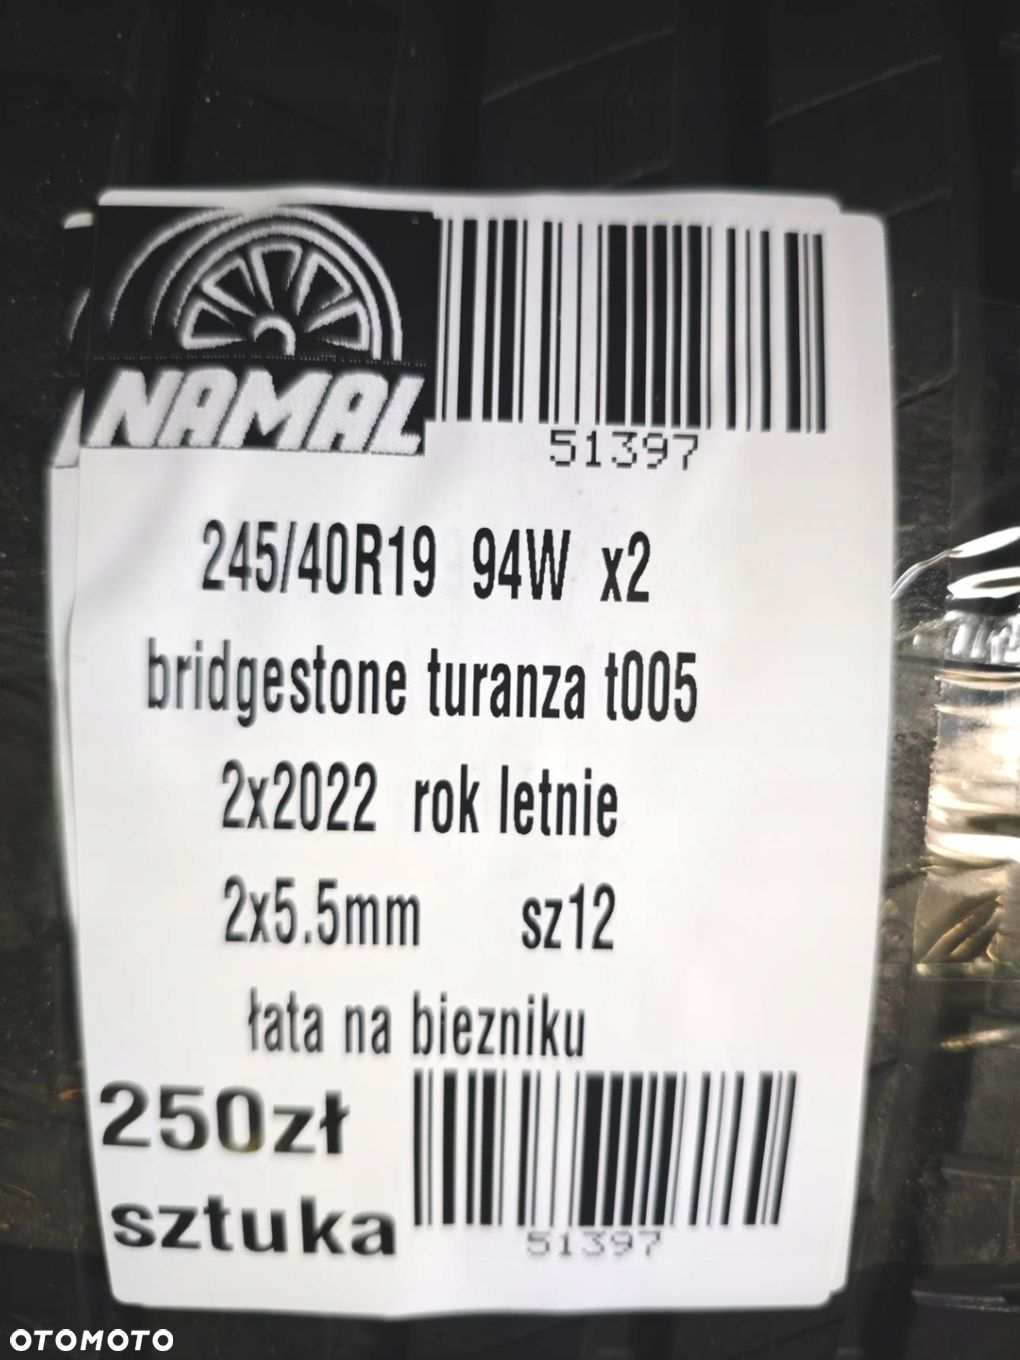 NAMAL
51397
245/40R19 94W x2
bridgestone turanza t005
2x2022 rok letnie
2x5.5mm sz12
łata na biezniku
250zł
sztuka
51397
OTOMOTO